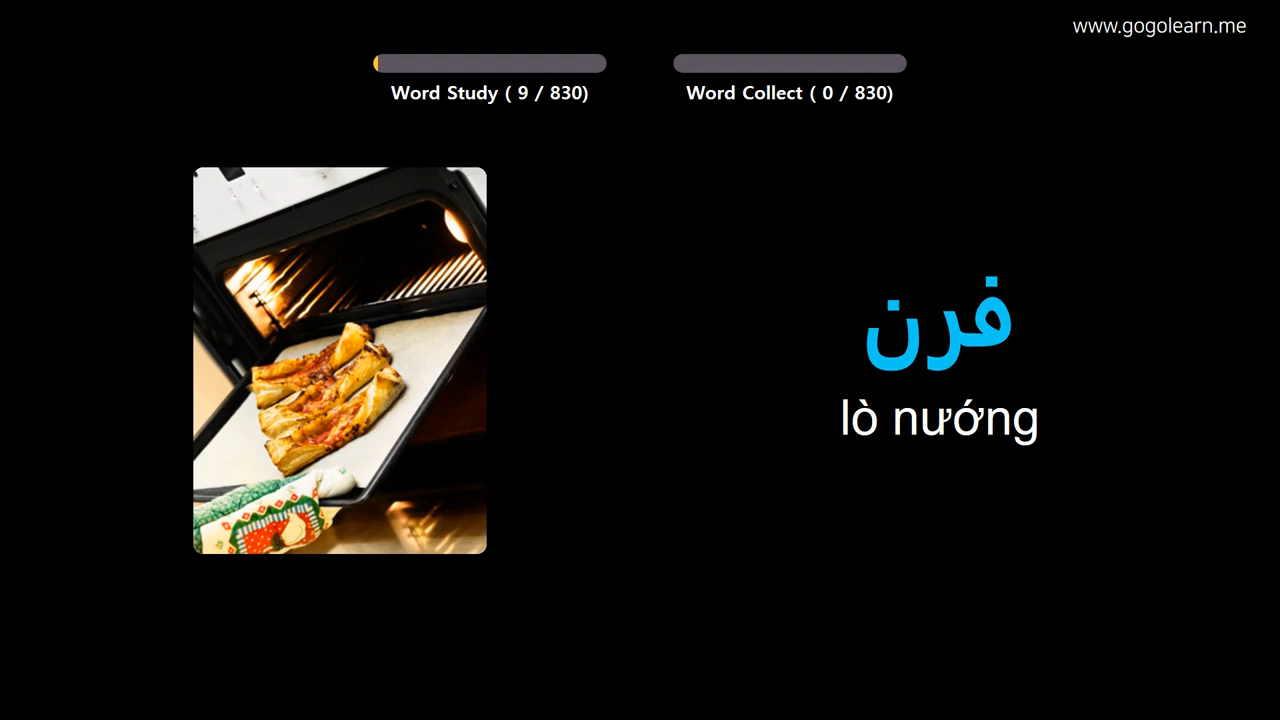 www.gogolearn.me
Word Study ( 9 / 830)
Word Collect ( 0 / 830)
فرن
lò nướng